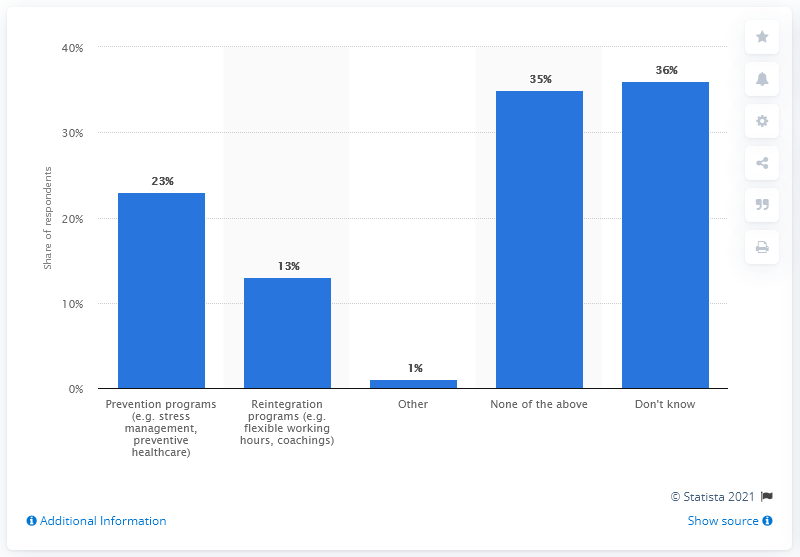 40%
36%
35%
30%
23%
20%
13%
10%
1%
0%
Share of respondents
Prevention programs
(e.g. stress
management,
preventive
healthcare)
Reintegration
programs (e.g.
flexible working
hours, coachings)
Other
None of the above
Don't know
© Statista 2021
Additional Information
Show source